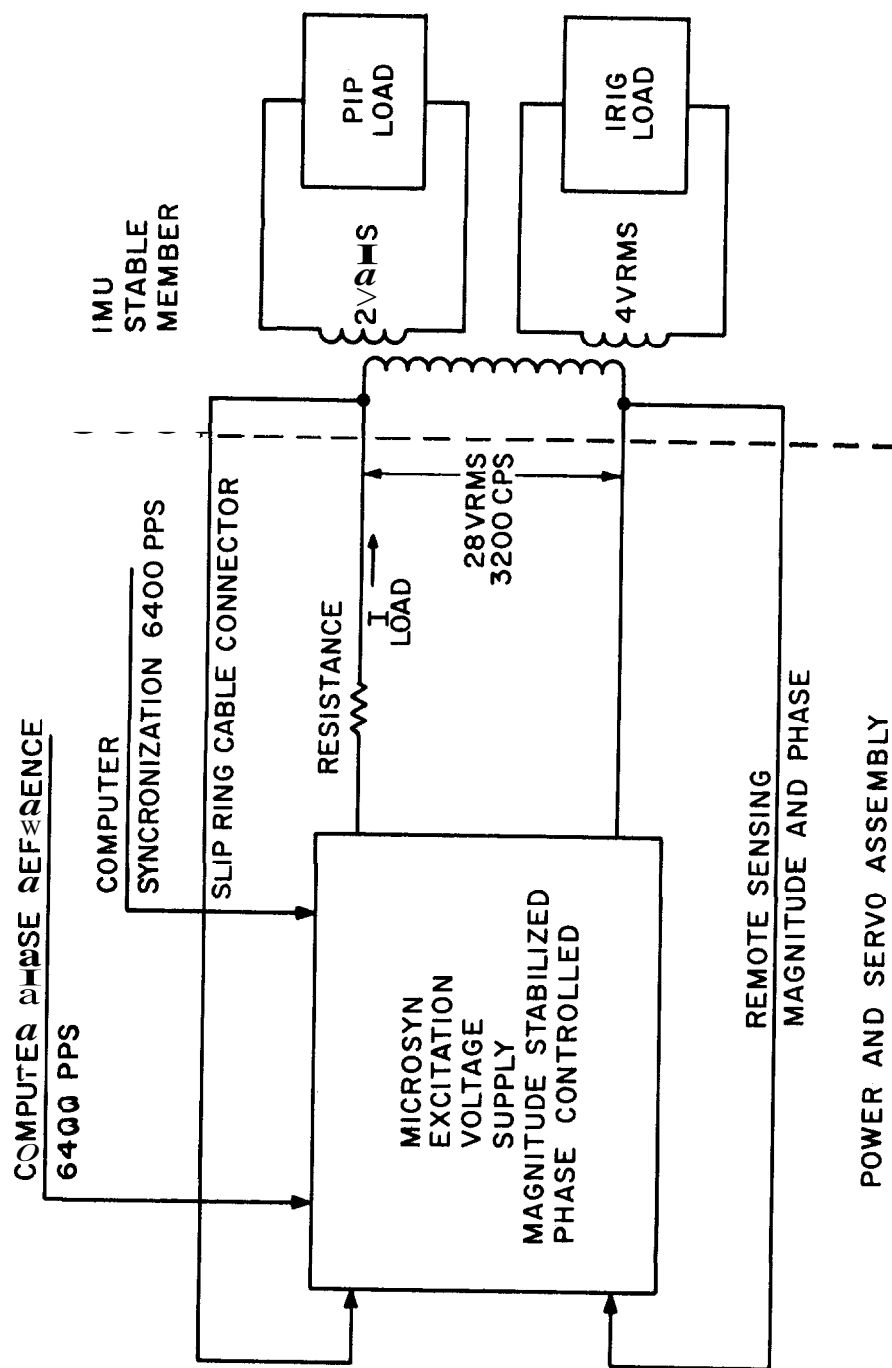 COMPUTER PHASE REFERENCE
6400 PPS
COMPUTER
SYNCRONIZATION 6400 PPS
SLIP RING CABLE CONNECTOR
IMU
STABLE
MEMBER
RESISTANCE
I
LOAD
28VRMS
3200 CPS
2VRMS
PIP
LOAD
4VRMS
IRIG
LOAD
MICROSYN
EXCITATION
VOLTAGE
SUPPLY
MAGNITUDE STABILIZED
PHASE CONTROLLED
REMOTE SENSING
MAGNITUDE AND PHASE
POWER AND SERVO ASSEMBLY